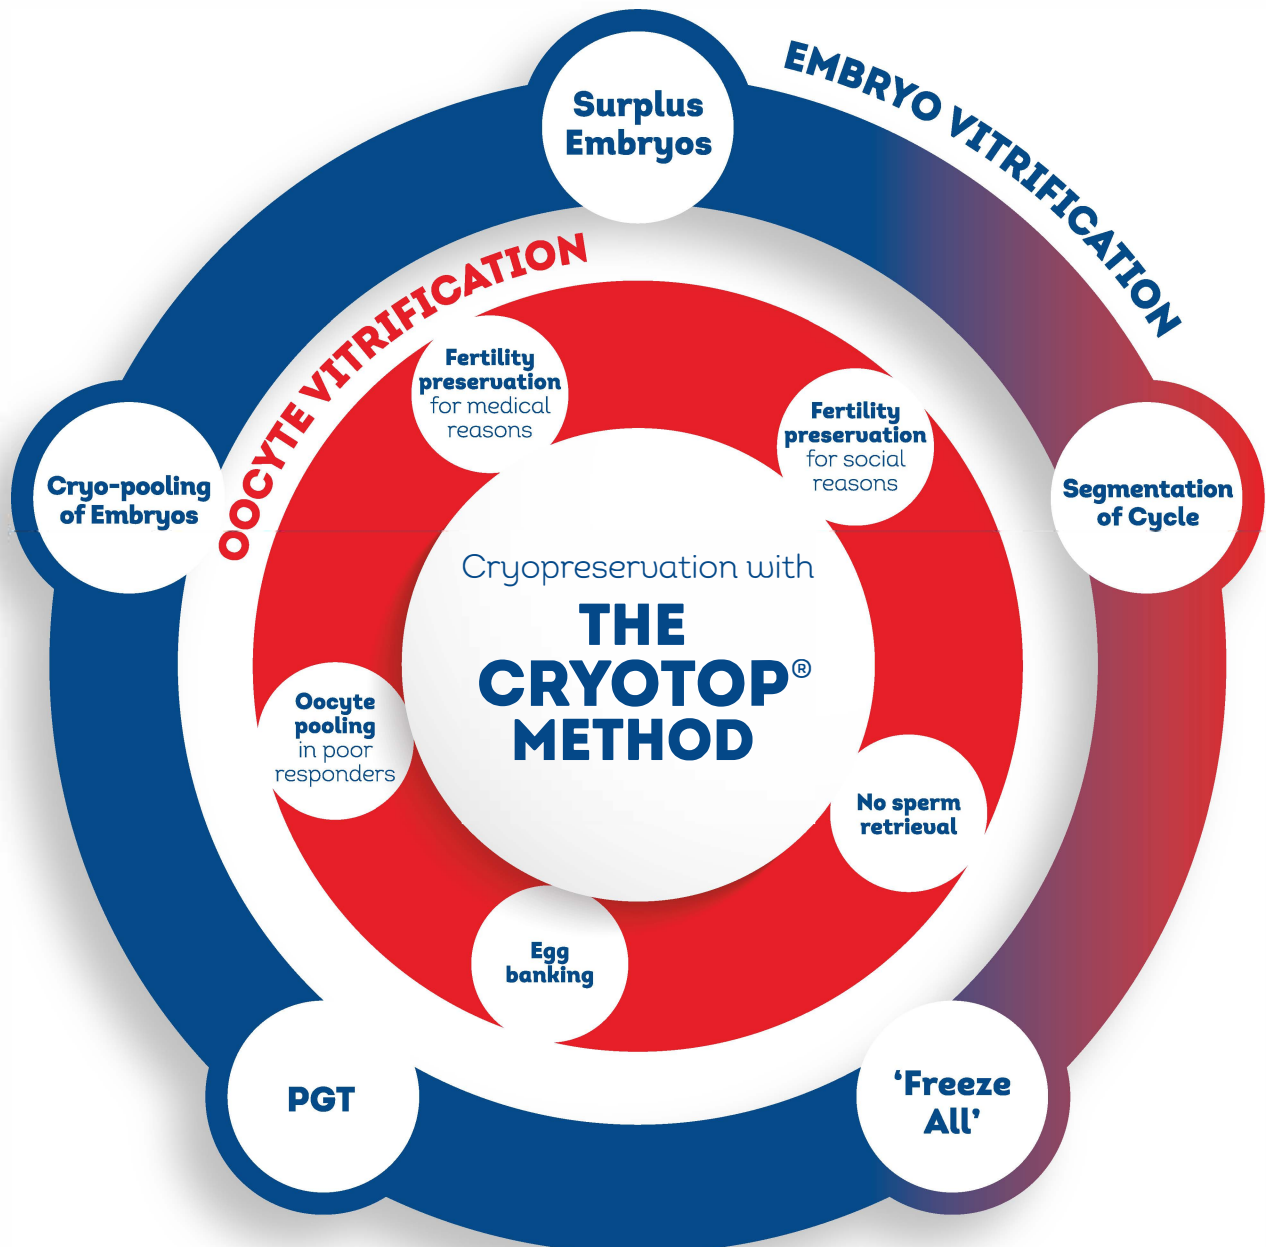 EMBRYO VITRIFICATION
Surplus
Embryos
OOCYTE VITRIFICATION
Fertility
preservation
for medical
reasons
Fertility
preservation
for social
reasons
Cryo-pooling
of Embryos
Segmentation
of Cycle
Cryopreservation with
THE
CRYOTOP®
METHOD
Oocyte
pooling
in poor
responders
No sperm
retrieval
Egg
banking
PGT
‘Freeze
All’